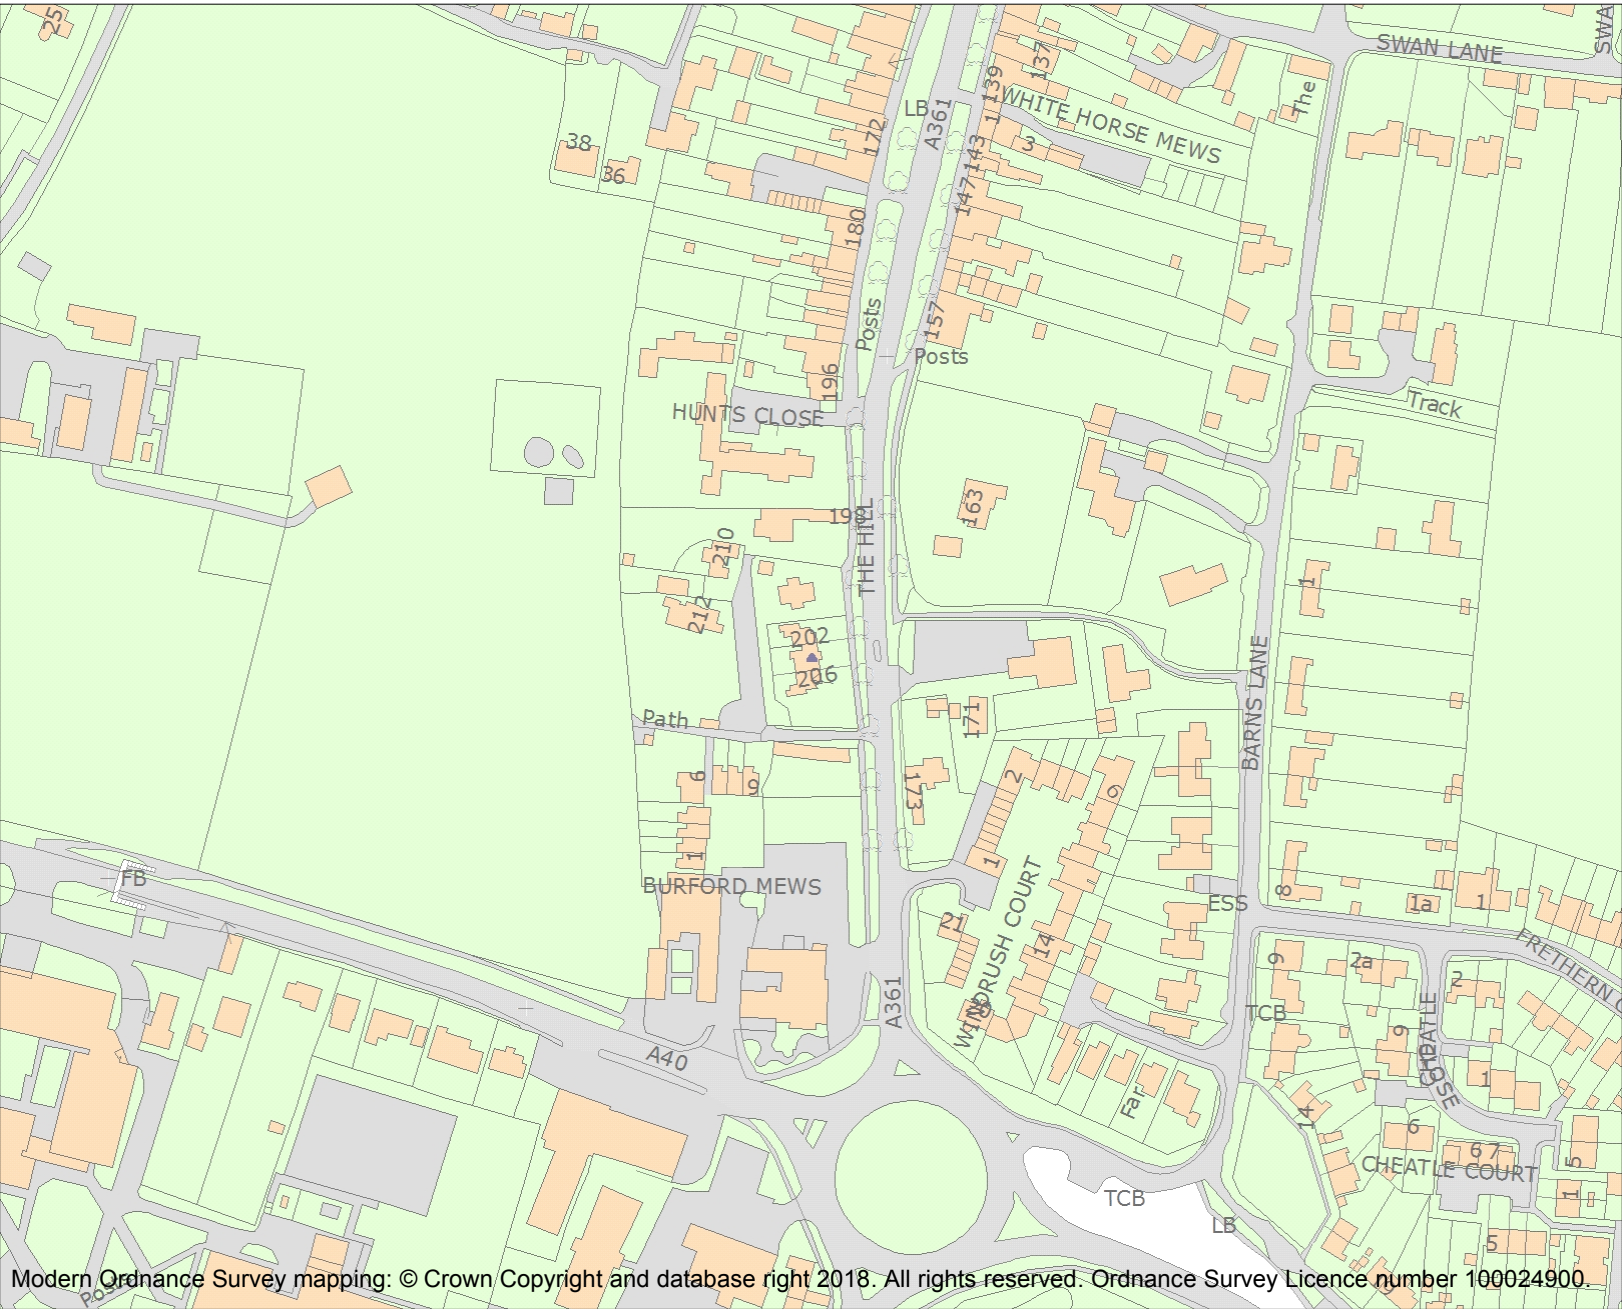 25
SWAN LANE
SWA
137
139
WHITE HORSE MEWS
The
LB
A361
172
143
3
38
36
147
180
Posts
157
Posts
196
HUNTS CLOSE
Track
163
198
THE HILL
210
212
1
202
206
BARNS LANE
Path
171
6
9
173
2
6
1
1
BURFORD MEWS
FB
WINDRUSH COURT
ESS
8
1a
1
21
14
FRETHERN C
9
2a
2
A361
TCB
9
CHEATLE CLOSE
A40
Far
1
14
6
6 7
CHEATLE COURT
5
1
TCB
LB
5
9
Posts
Modern Ordnance Survey mapping: © Crown Copyright and database right 2018. All rights reserved. Ordnance Survey Licence number 100024900.